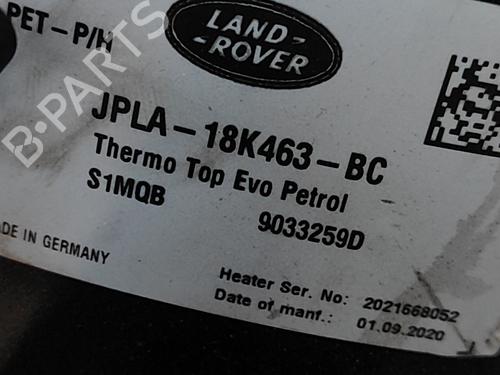 PET-P/H
LAND-
-ROVER
JPLA-18K463-BC
Thermo Top Evo Petrol
S1MQB
9033259D
MADE IN GERMANY
Heater Ser. No: 2021668052
Date of manf.: 01.09.2020
B-PARTS